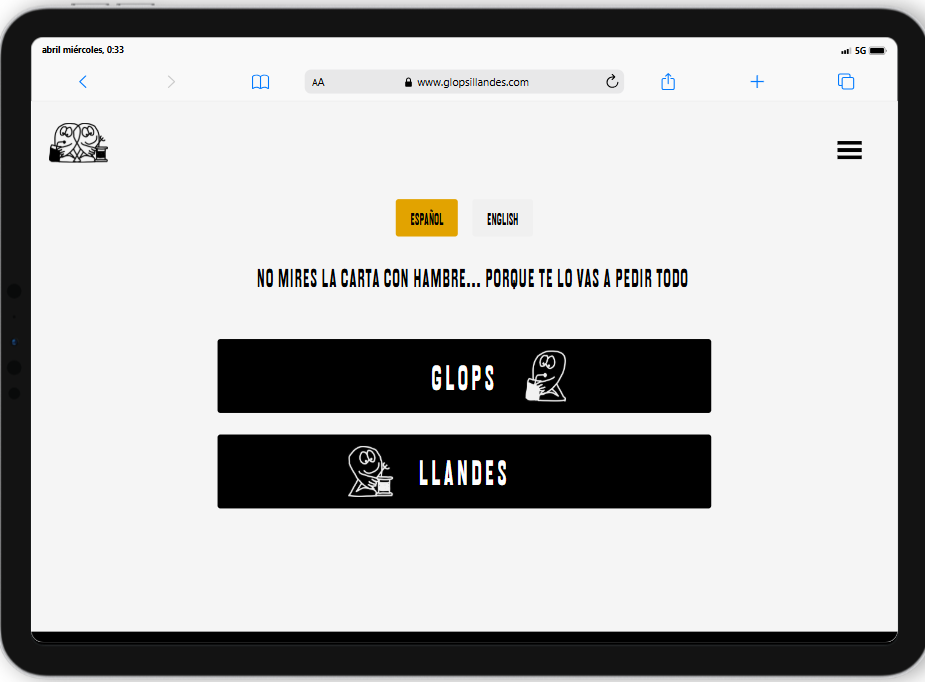 abril miércoles, 0:33
5G
AA
www.glopsillandes.com
ESPAÑOL
ENGLISH
NO MIRES LA CARTA CON HAMBRE... PORQUE TE LO VAS A PEDIR TODO
GLOPS
LLANDES